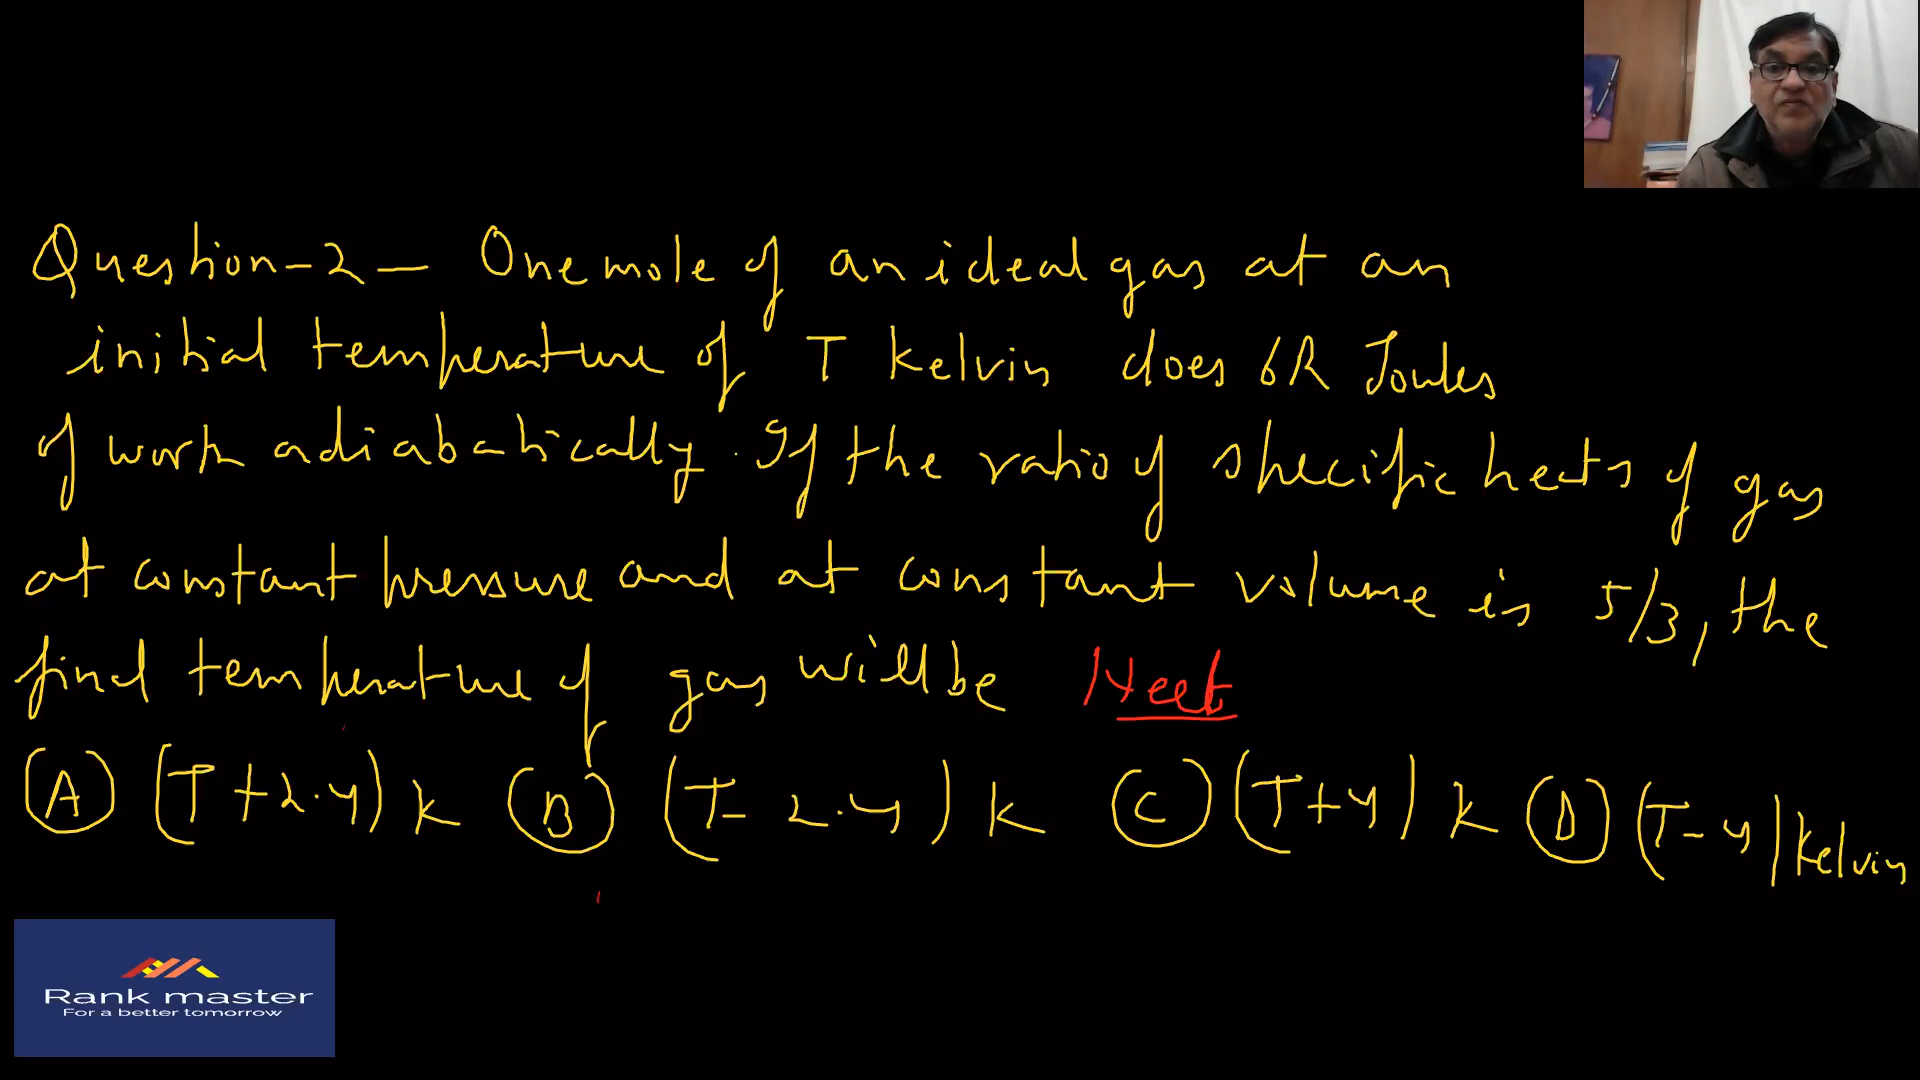 Question-2- One mole of an ideal gas at an
initial temperature of T Kelvin does 6R Joules
of work adiabatically. If the ratio of specific heats of gas
at constant pressure and at constant volume is 5/3, the
final temperature of gas will be Neet
(A) (T+2.4) K (B) (T-2.4) K (C) (T+4) K (D) (T-4) Kelvin
Rank master
For a better tomorrow